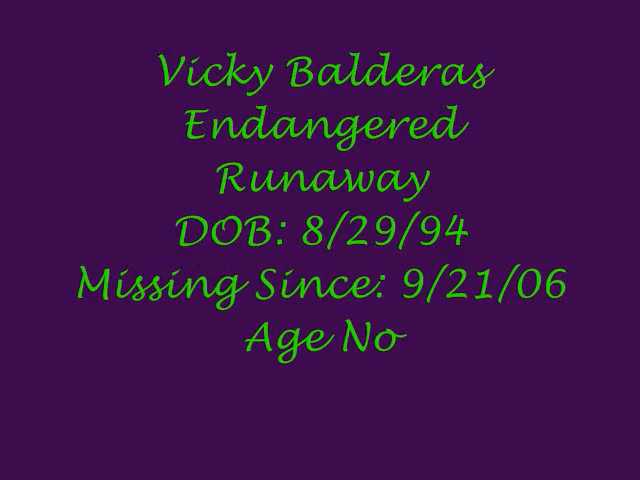 Vicky Balderas
Endangered
Runaway
DOB: 8/29/94
Missing Since: 9/21/06
Age No